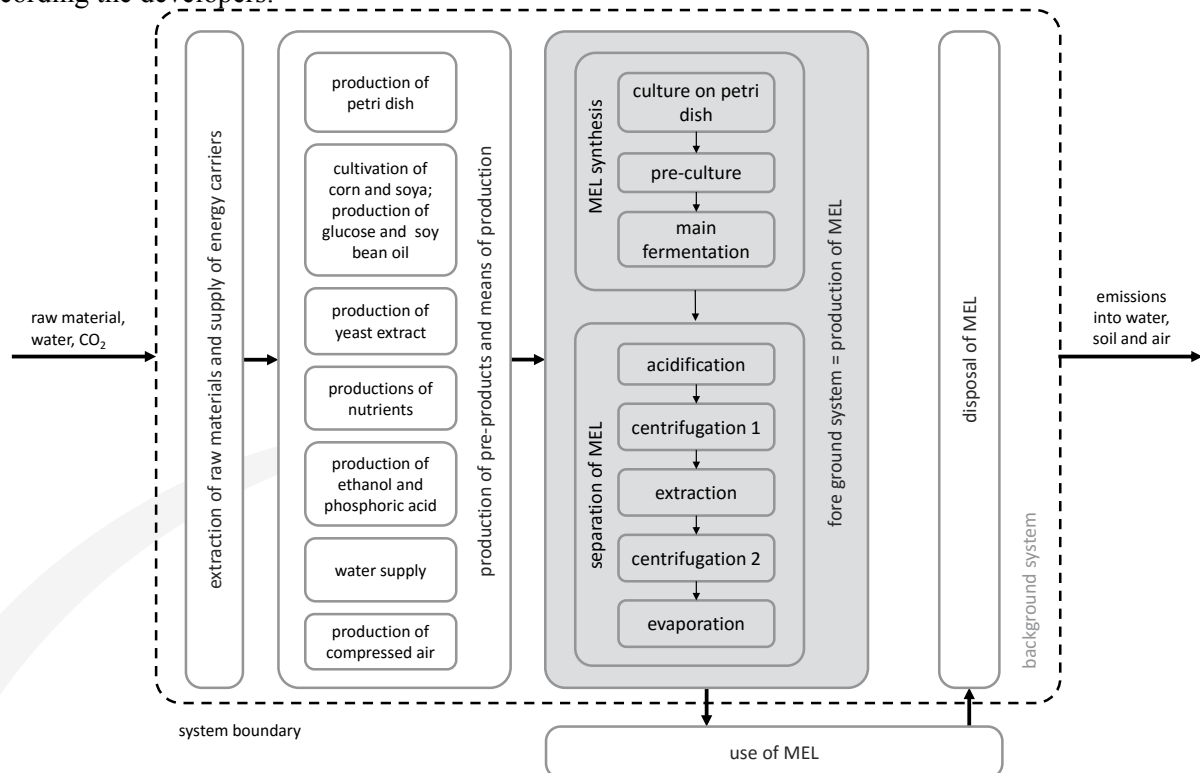 cording the developers.
raw material,
water, CO₂
extraction of raw materials and supply of energy carriers
production of
petri dish
cultivation of
corn and soya;
production of
glucose and soy
bean oil
production of
yeast extract
productions of
nutrients
production of
ethanol and
phosphoric acid
water supply
production of
compressed air
production of pre-products and means of production
MEL synthesis
culture on petri
dish
pre-culture
main
fermentation
separation of MEL
acidification
centrifugation 1
extraction
centrifugation 2
evaporation
fore ground system = production of MEL
disposal of MEL
background system
emissions
into water,
soil and air
system boundary
use of MEL